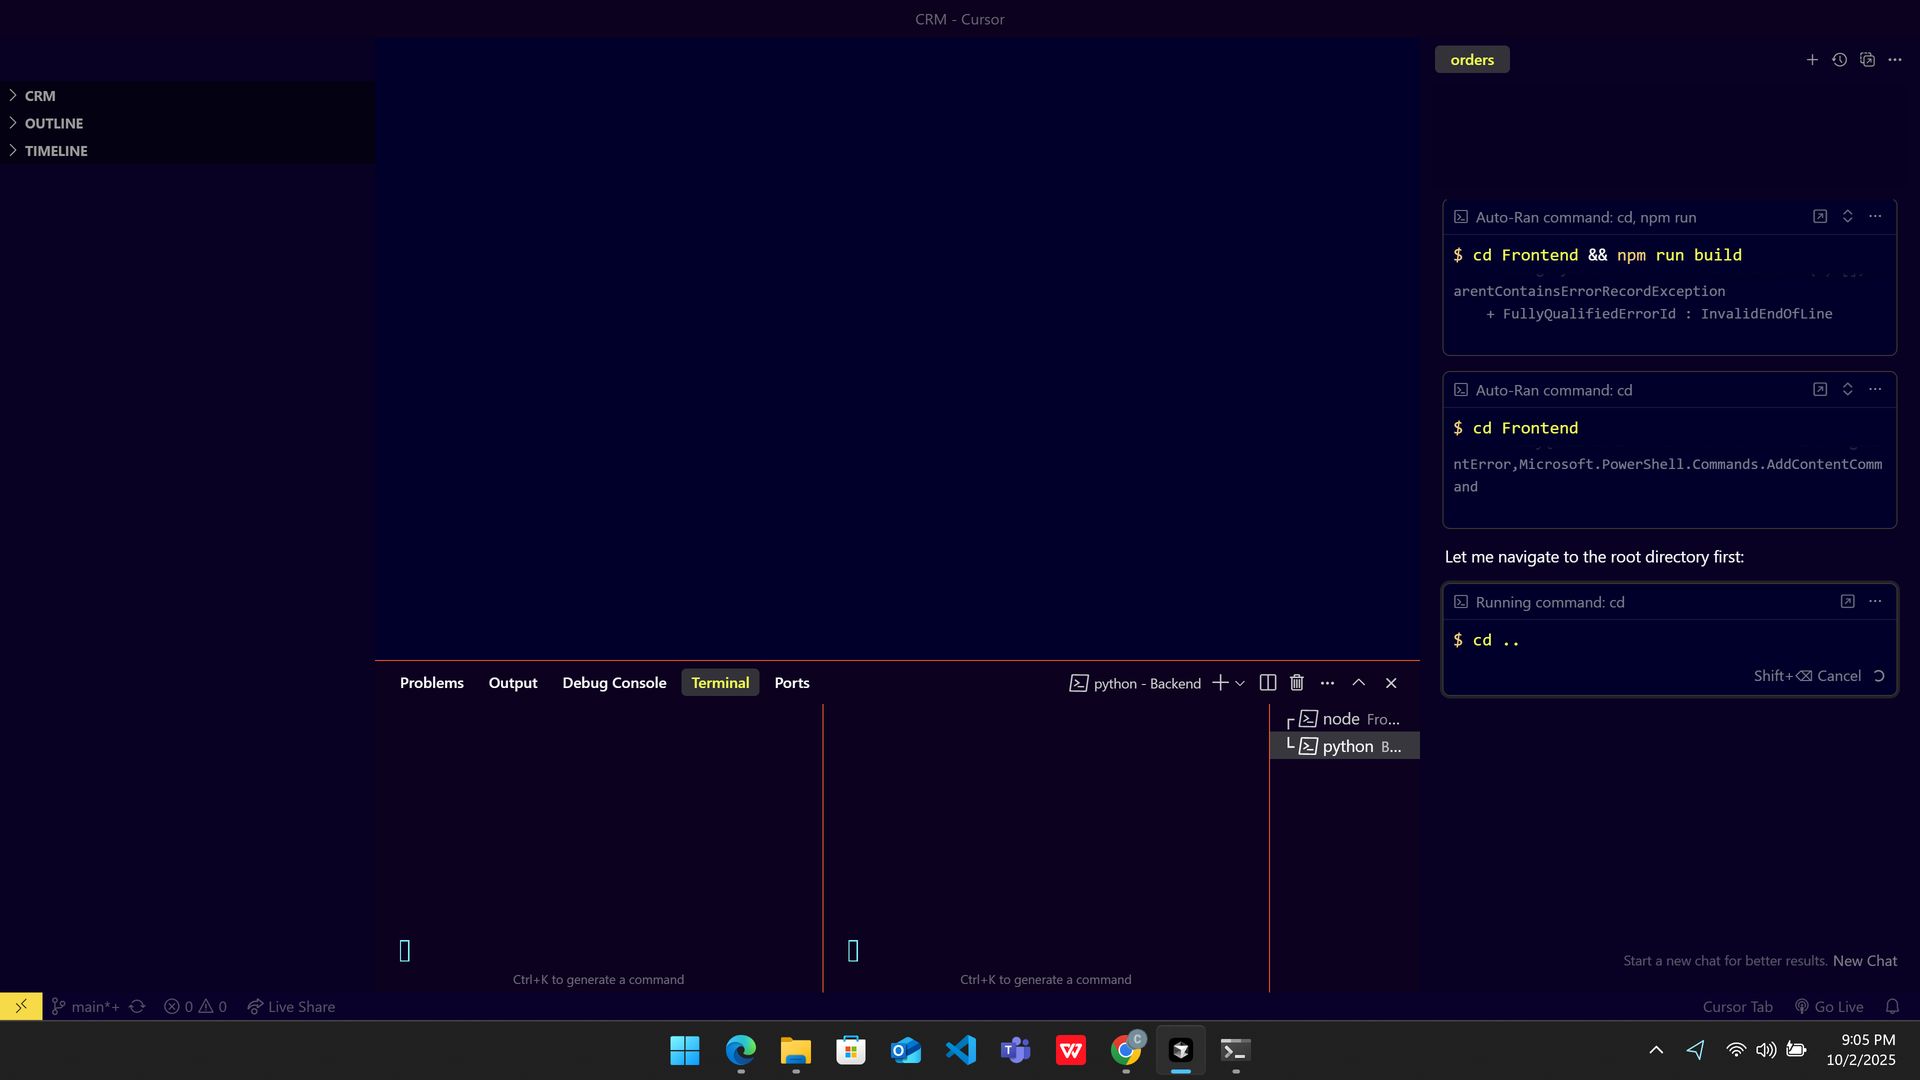 CRM - Cursor
CRM
OUTLINE
TIMELINE
orders
Auto-Ran command: cd, npm run
$ cd Frontend && npm run build
arentContainsErrorRecordException
+ FullyQualifiedErrorId : InvalidEndOfLine
Auto-Ran command: cd
$ cd Frontend
ntError,Microsoft.PowerShell.Commands.AddContentComm
and
Let me navigate to the root directory first:
Running command: cd
$ cd ..
Shift+⌫ Cancel
Start a new chat for better results. New Chat
Problems Output Debug Console Terminal Ports
python - Backend
node Fro...
python B...
Ctrl+K to generate a command
Ctrl+K to generate a command
main*+ 0 0 Live Share
Cursor Tab Go Live
C
9:05 PM
10/2/2025